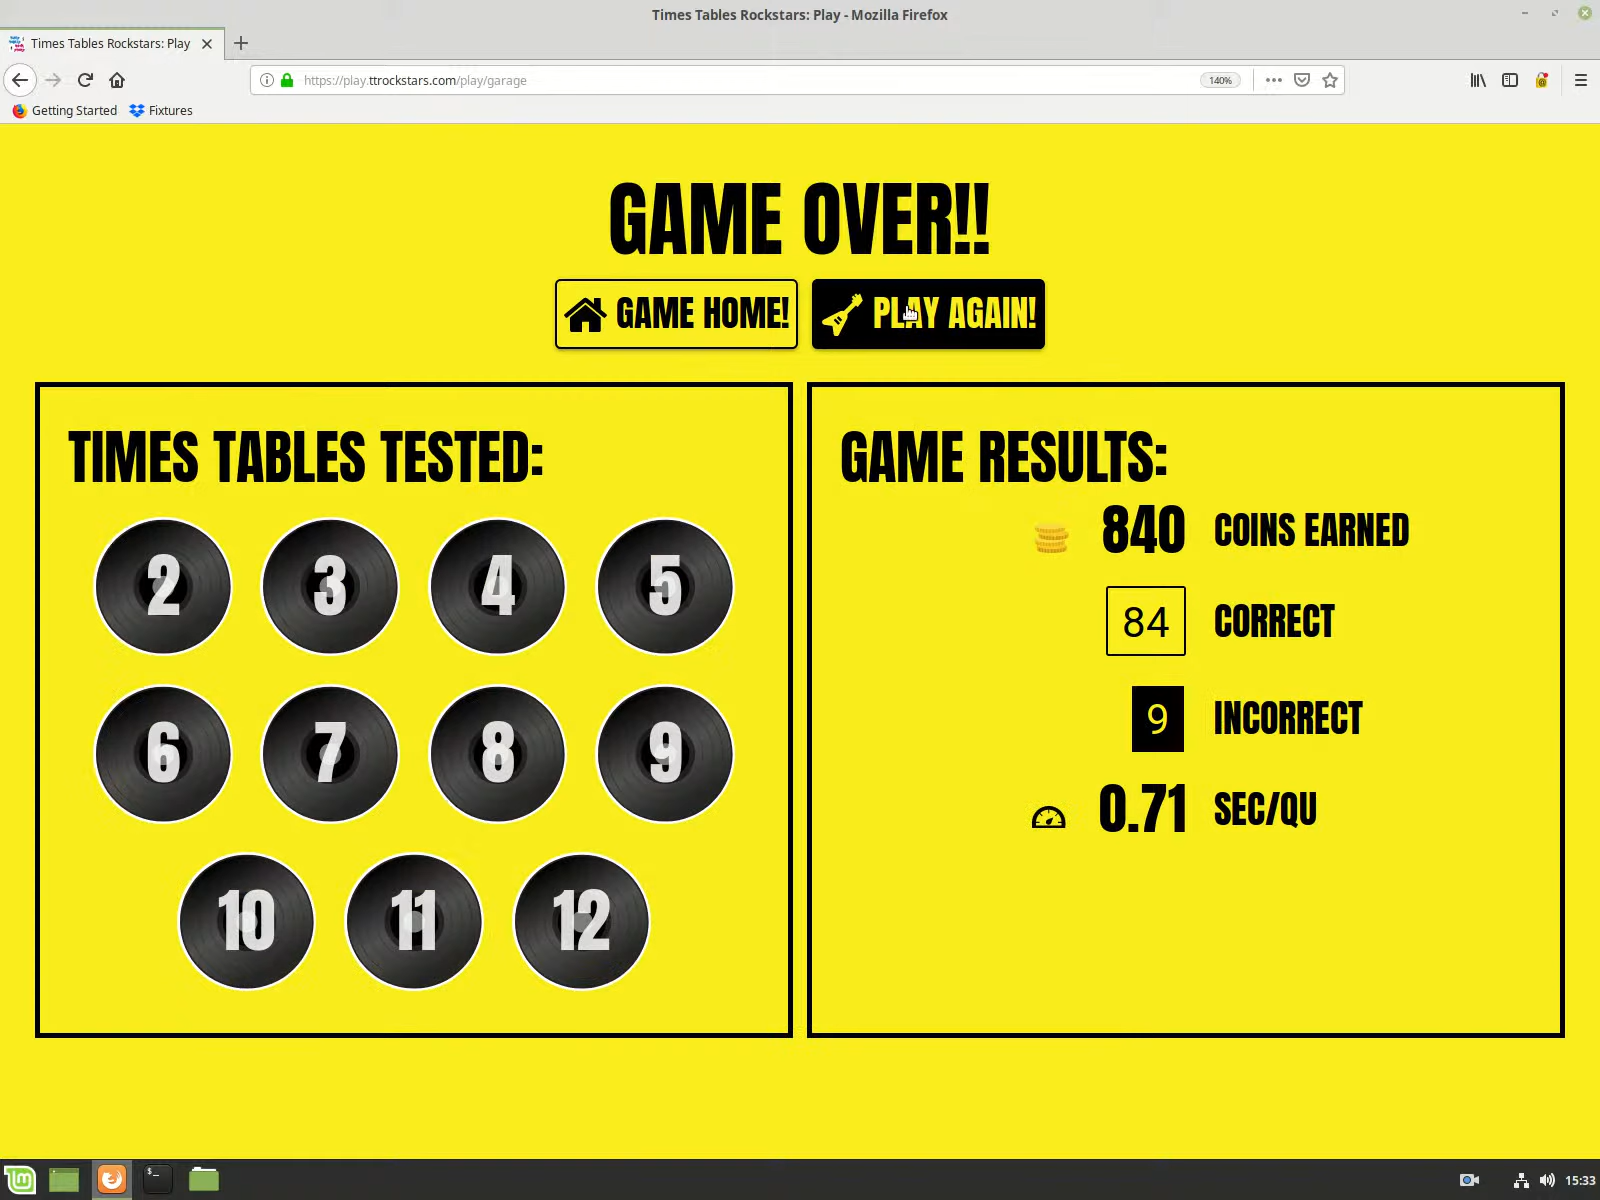 Times Tables Rockstars: Play - Mozilla Firefox
Times Tables Rockstars: Play
https://play.ttrockstars.com/play/garage
140%
Getting Started
Fixtures
GAME OVER!!
GAME HOME!
PLAY AGAIN!
TIMES TABLES TESTED:
2 3 4 5
6 7 8 9
10 11 12
GAME RESULTS:
840 COINS EARNED
84 CORRECT
9 INCORRECT
0.71 SEC/QU
15:33